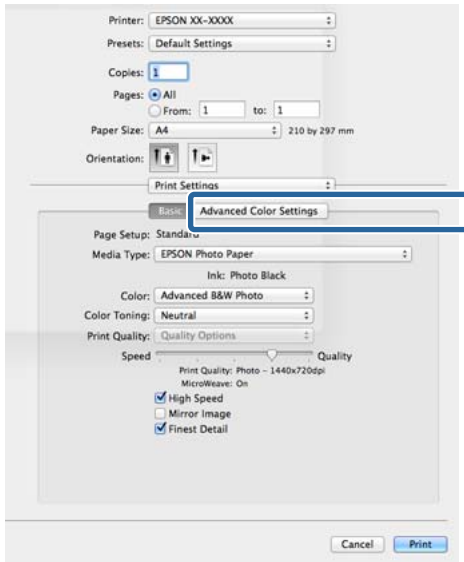 Printer: EPSON XX-XXXX
Presets: Default Settings
Copies: 1
Pages: All
From: 1 to: 1
Paper Size: A4 210 by 297 mm
Orientation:
Print Settings
Basic Advanced Color Settings
Page Setup: Standard
Media Type: EPSON Photo Paper
Ink: Photo Black
Color: Advanced B&W Photo
Color Toning: Neutral
Print Quality: Quality Options
Speed Quality
Print Quality: Photo - 1440x720dpi
MicroWeave: On
High Speed
Mirror Image
Finest Detail
Cancel Print